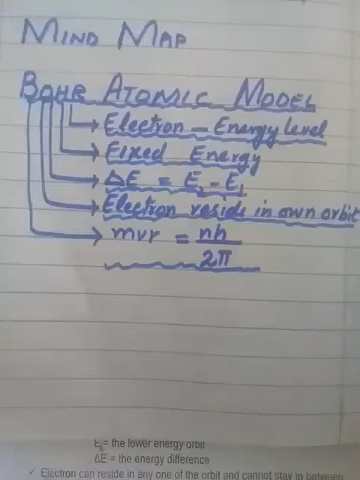 MIND MAP
BOHR ATOMIC MODEL
Electron - Energy level
Fixed Energy
ΔE = E₂ - E₁
Electron reside in own orbit
mvr = nh
2π
E₁= the lower energy orbit
ΔE = the energy difference
✓ Electron can reside in any one of the orbit and cannot stay in between